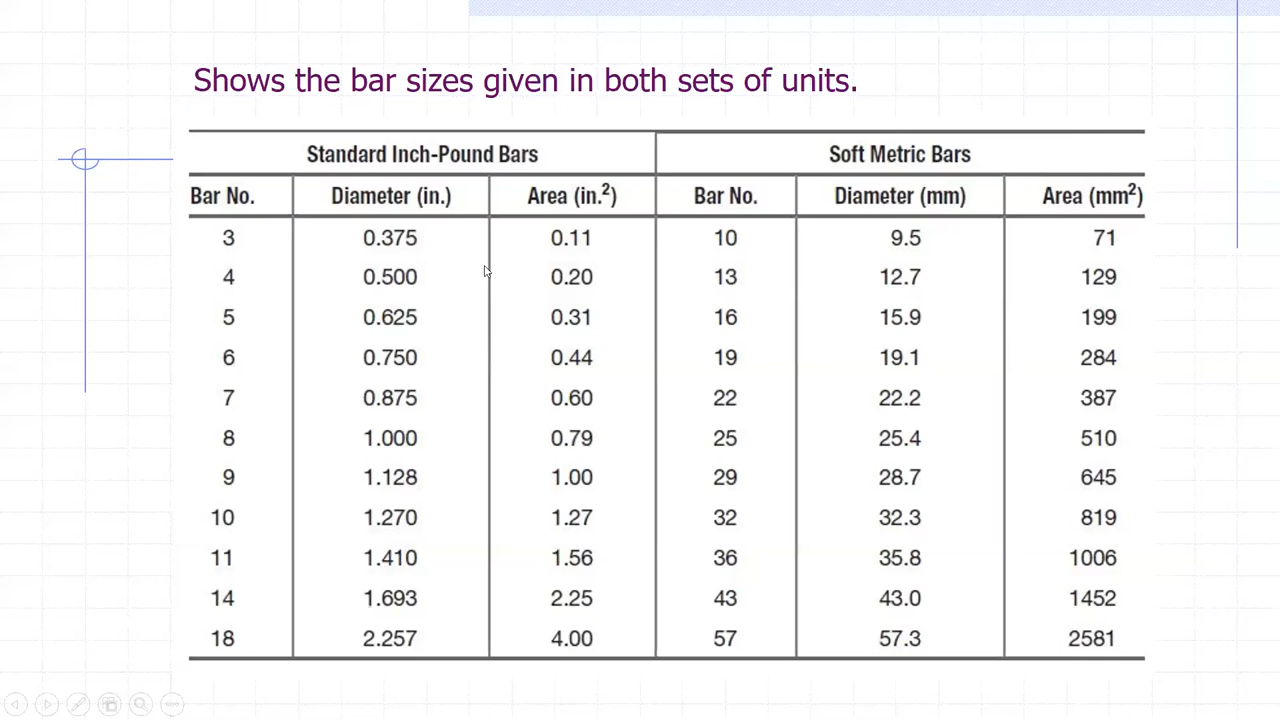 Shows the bar sizes given in both sets of units.
Standard Inch-Pound Bars Soft Metric Bars
Bar No. Diameter (in.) Area (in.²) Bar No. Diameter (mm) Area (mm²)
3 0.375 0.11 10 9.5 71
4 0.500 0.20 13 12.7 129
5 0.625 0.31 16 15.9 199
6 0.750 0.44 19 19.1 284
7 0.875 0.60 22 22.2 387
8 1.000 0.79 25 25.4 510
9 1.128 1.00 29 28.7 645
10 1.270 1.27 32 32.3 819
11 1.410 1.56 36 35.8 1006
14 1.693 2.25 43 43.0 1452
18 2.257 4.00 57 57.3 2581